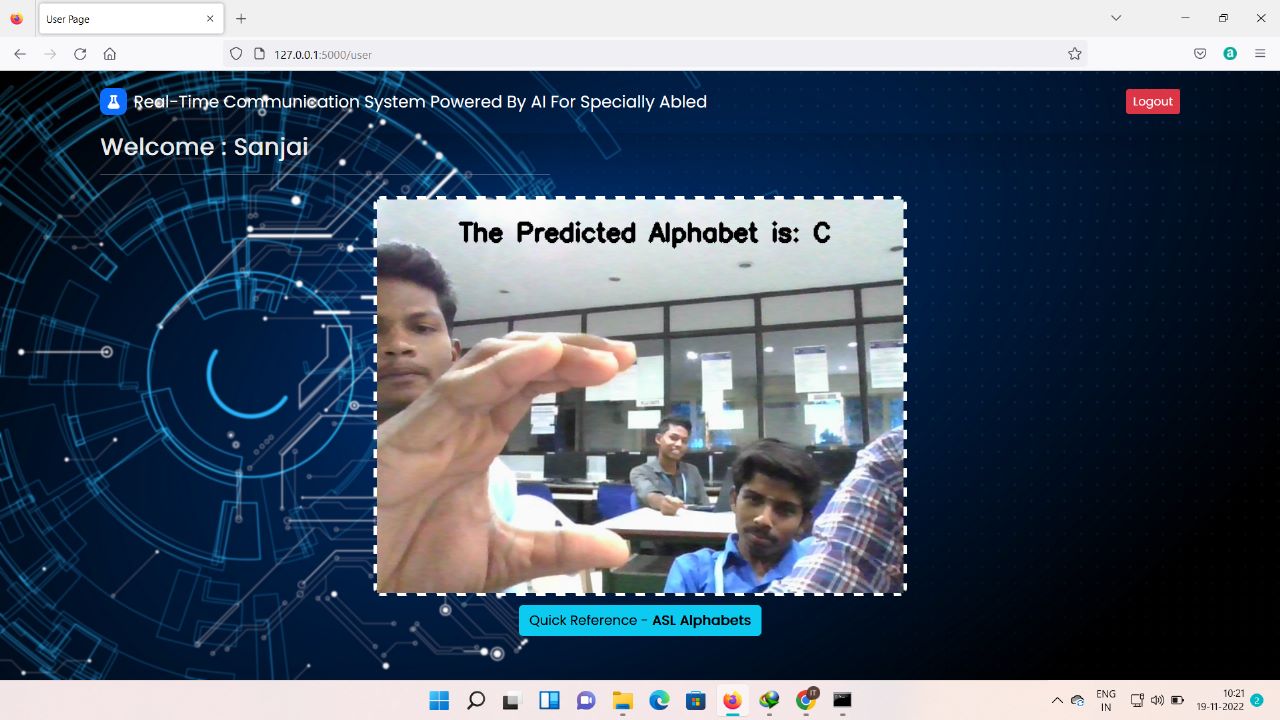 User Page
127.0.0.1:5000/user
Real-Time Communication System Powered By AI For Specially Abled
Logout
Welcome : Sanjai
The Predicted Alphabet is: C
Quick Reference - ASL Alphabets
ENG
IN
10:21
19-11-2022
2
IT
a